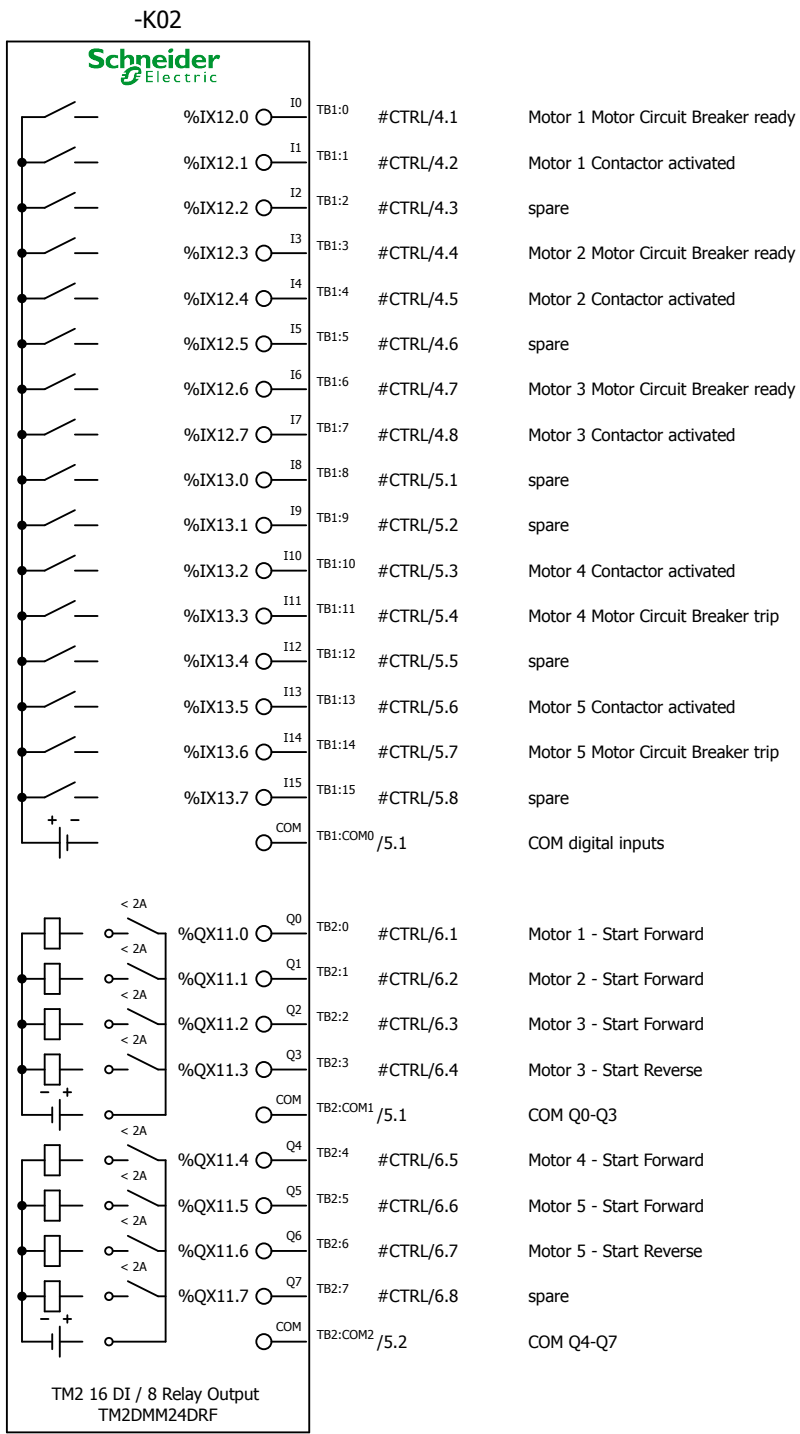 -K02
Schneider
Electric
%IX12.0 I0 TB1:0 #CTRL/4.1 Motor 1 Motor Circuit Breaker ready
%IX12.1 I1 TB1:1 #CTRL/4.2 Motor 1 Contactor activated
%IX12.2 I2 TB1:2 #CTRL/4.3 spare
%IX12.3 I3 TB1:3 #CTRL/4.4 Motor 2 Motor Circuit Breaker ready
%IX12.4 I4 TB1:4 #CTRL/4.5 Motor 2 Contactor activated
%IX12.5 I5 TB1:5 #CTRL/4.6 spare
%IX12.6 I6 TB1:6 #CTRL/4.7 Motor 3 Motor Circuit Breaker ready
%IX12.7 I7 TB1:7 #CTRL/4.8 Motor 3 Contactor activated
%IX13.0 I8 TB1:8 #CTRL/5.1 spare
%IX13.1 I9 TB1:9 #CTRL/5.2 spare
%IX13.2 I10 TB1:10 #CTRL/5.3 Motor 4 Contactor activated
%IX13.3 I11 TB1:11 #CTRL/5.4 Motor 4 Motor Circuit Breaker trip
%IX13.4 I12 TB1:12 #CTRL/5.5 spare
%IX13.5 I13 TB1:13 #CTRL/5.6 Motor 5 Contactor activated
%IX13.6 I14 TB1:14 #CTRL/5.7 Motor 5 Motor Circuit Breaker trip
%IX13.7 I15 TB1:15 #CTRL/5.8 spare
+ -
COM TB1:COM0 /5.1 COM digital inputs
< 2A
%QX11.0 Q0 TB2:0 #CTRL/6.1 Motor 1 - Start Forward
< 2A
%QX11.1 Q1 TB2:1 #CTRL/6.2 Motor 2 - Start Forward
< 2A
%QX11.2 Q2 TB2:2 #CTRL/6.3 Motor 3 - Start Forward
< 2A
%QX11.3 Q3 TB2:3 #CTRL/6.4 Motor 3 - Start Reverse
- +
COM TB2:COM1 /5.1 COM Q0-Q3
< 2A
%QX11.4 Q4 TB2:4 #CTRL/6.5 Motor 4 - Start Forward
< 2A
%QX11.5 Q5 TB2:5 #CTRL/6.6 Motor 5 - Start Forward
< 2A
%QX11.6 Q6 TB2:6 #CTRL/6.7 Motor 5 - Start Reverse
< 2A
%QX11.7 Q7 TB2:7 #CTRL/6.8 spare
- +
COM TB2:COM2 /5.2 COM Q4-Q7
TM2 16 DI / 8 Relay Output
TM2DMM24DRF